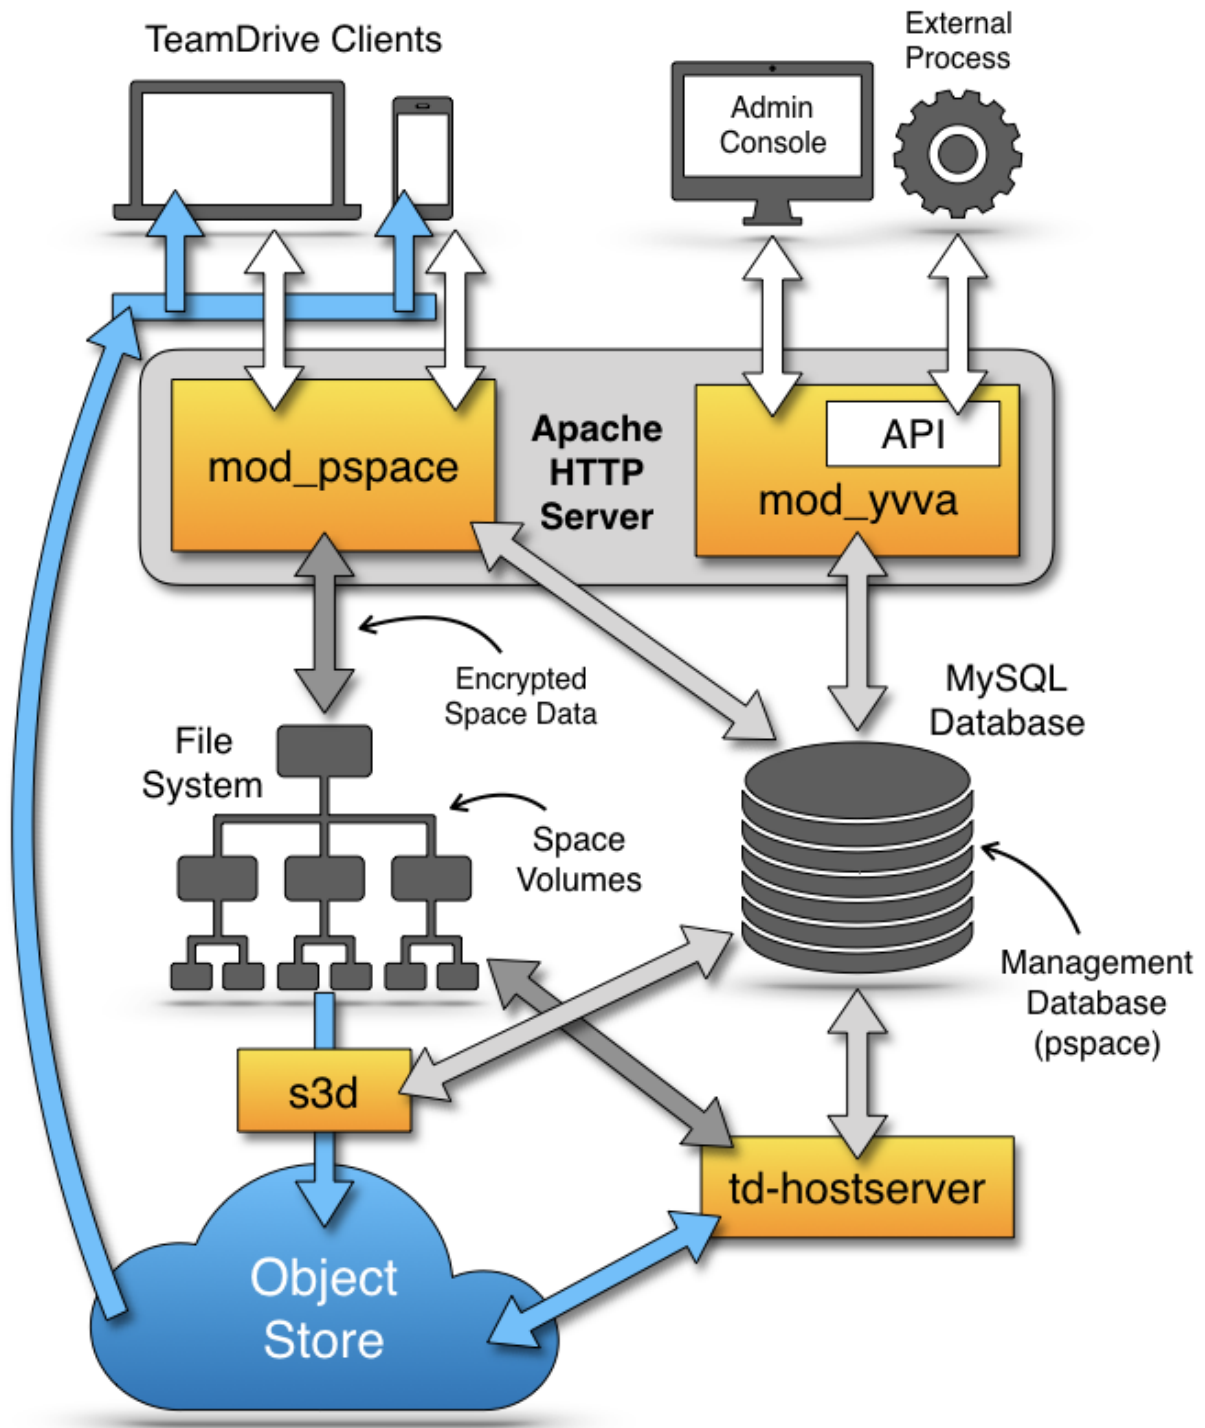 TeamDrive Clients
External
Process
Admin
Console
mod_pspace
Apache
HTTP
Server
API
mod_yvva
Encrypted
Space Data
MySQL
Database
File
System
Space
Volumes
Management
Database
(pspace)
s3d
td-hostserver
Object
Store